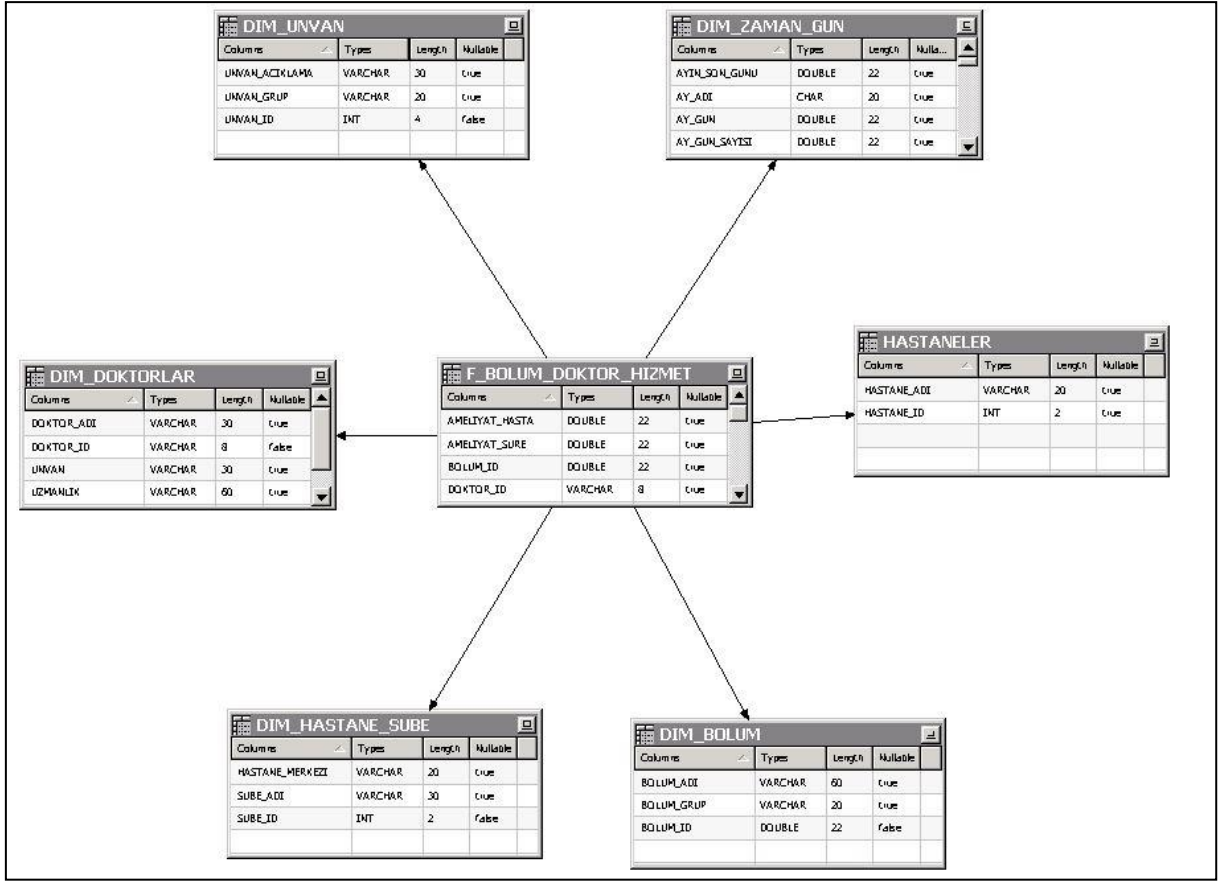 DIM_UNVAN
Columns Types Length Nullable
UNVAN_ACIKLAMA VARCHAR 30 true
UNVAN_GRUP VARCHAR 20 true
UNVAN_ID INT 4 false
DIM_ZAMAN_GUN
Columns Types Length Nulla...
AYIN_SON_GUNU DOUBLE 22 true
AY_ADI CHAR 20 true
AY_GUN DOUBLE 22 true
AY_GUN_SAYISI DOUBLE 22 true
HASTANELER
Columns Types Length Nullable
HASTANE_ADI VARCHAR 20 true
HASTANE_ID INT 2 true
DIM_DOKTORLAR
Columns Types Length Nullable
DOKTOR_ADI VARCHAR 30 true
DOKTOR_ID VARCHAR 8 false
UNVAN VARCHAR 30 true
UZMANLIK VARCHAR 60 true
F_BOLUM_DOKTOR_HIZMET
Columns Types Length Nullable
AMELIYAT_HASTA DOUBLE 22 true
AMELIYAT_SURE DOUBLE 22 true
BOLUM_ID DOUBLE 22 true
DOKTOR_ID VARCHAR 8 true
DIM_HASTANE_SUBE
Columns Types Length Nullable
HASTANE_MERKEZI VARCHAR 20 true
SUBE_ADI VARCHAR 30 true
SUBE_ID INT 2 false
DIM_BOLUM
Columns Types Length Nullable
BOLUM_ADI VARCHAR 60 true
BOLUM_GRUP VARCHAR 20 true
BOLUM_ID DOUBLE 22 false